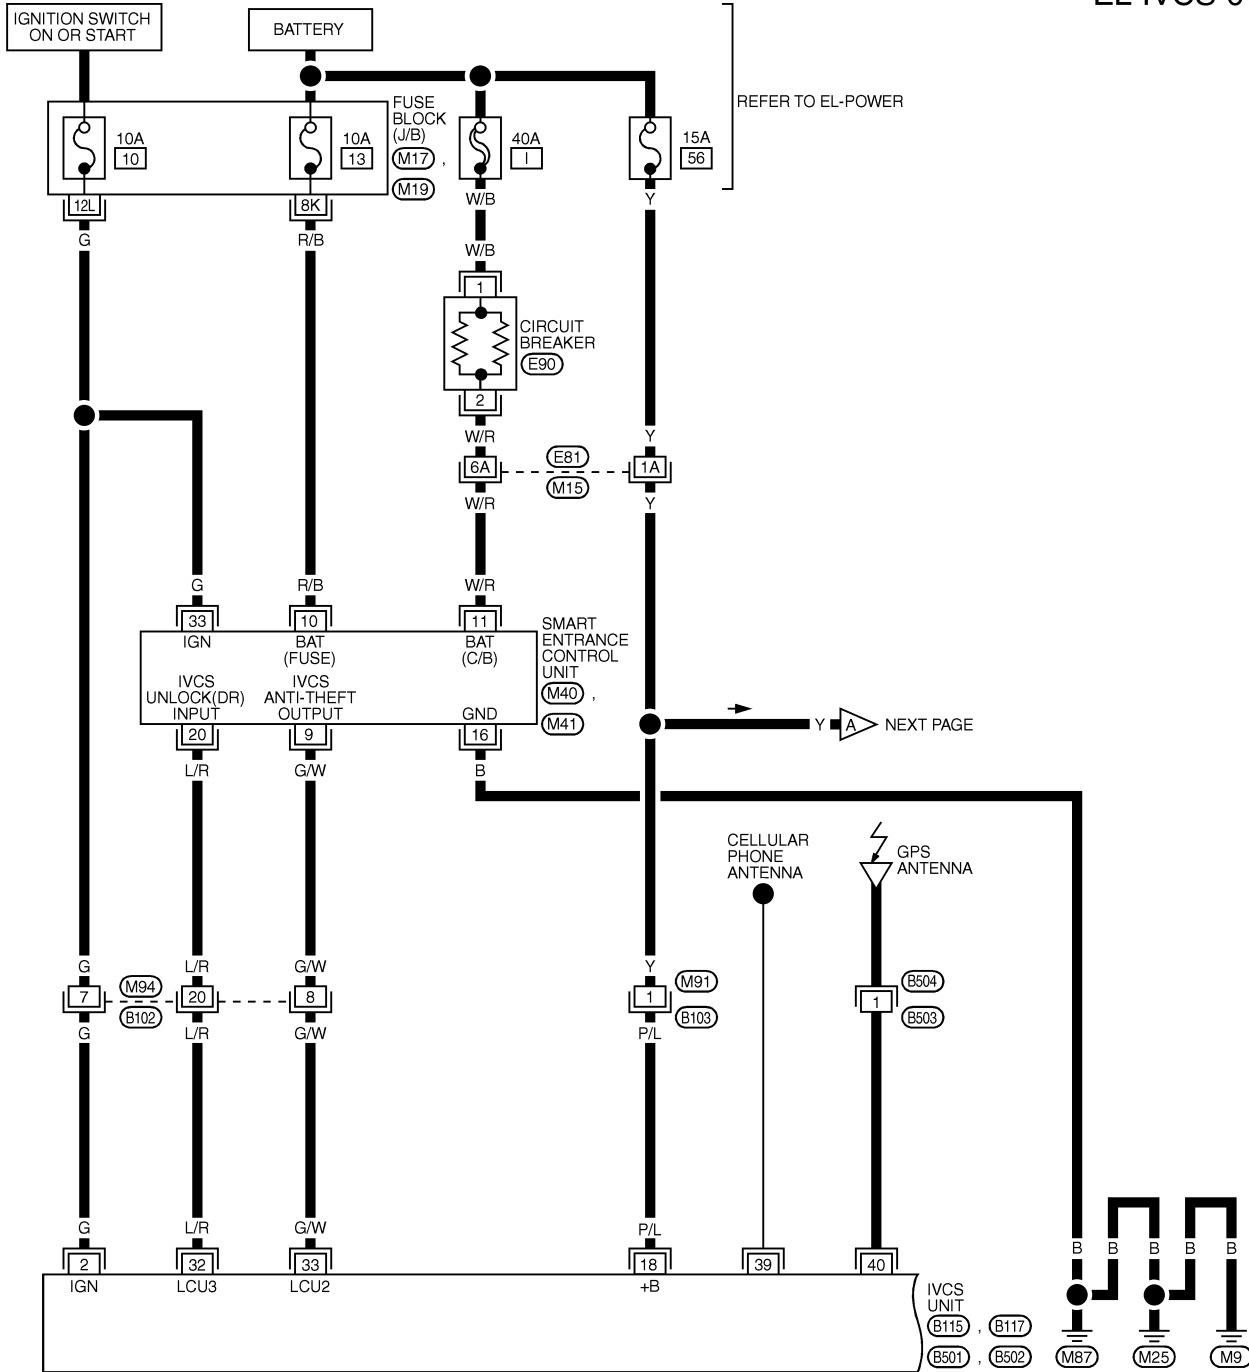 EL-IVCS-0
IGNITION SWITCH
ON OR START
BATTERY
REFER TO EL-POWER
FUSE
BLOCK
(J/B)
M17 ,
M19
10A
10
10A
13
40A
I
15A
56
12L
8K
W/B
Y
G
R/B
W/B
1
CIRCUIT
BREAKER
E90
2
W/R
Y
6A
E81
M15
1A
W/R
Y
G
R/B
W/R
33
10
11
IGN
BAT
(FUSE)
BAT
(C/B)
SMART
ENTRANCE
CONTROL
UNIT
M40 ,
M41
IVCS
UNLOCK(DR)
INPUT
IVCS
ANTI-THEFT
OUTPUT
GND
20
9
16
Y
A
NEXT PAGE
L/R
G/W
B
CELLULAR
PHONE
ANTENNA
GPS
ANTENNA
G
L/R
G/W
Y
7
M94
B102
20
8
1
M91
B103
1
B504
B503
G
L/R
G/W
P/L
G
L/R
G/W
P/L
B
B
B
B
B
2
32
33
18
39
40
IGN
LCU3
LCU2
+B
IVCS
UNIT
B115 , B117
B501 , B502
M87
M25
M9